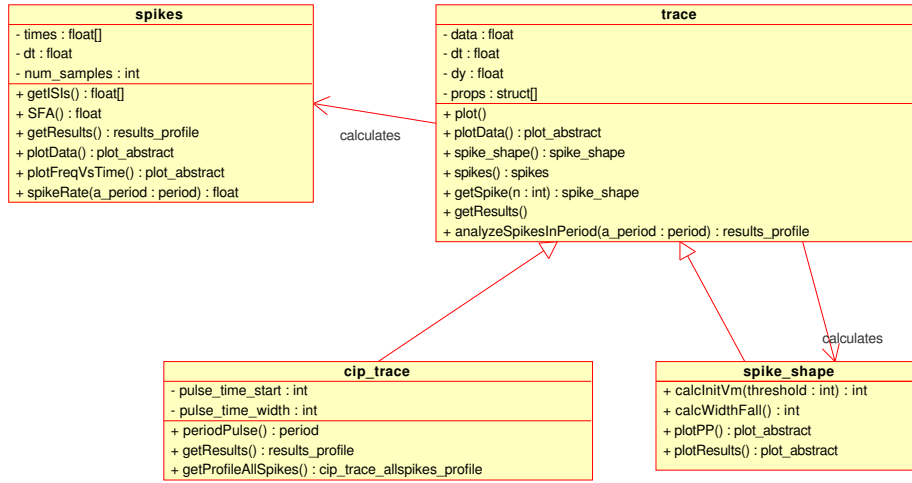 spikes
- times : float[]
- dt : float
- num_samples : int
+ getISIs() : float[]
+ SFA() : float
+ getResults() : results_profile
+ plotData() : plot_abstract
+ plotFreqVsTime() : plot_abstract
+ spikeRate(a_period : period) : float
trace
- data : float
- dt : float
- dy : float
- props : struct[]
+ plot()
+ plotData() : plot_abstract
+ spike_shape() : spike_shape
+ spikes() : spikes
+ getSpike(n : int) : spike_shape
+ getResults()
+ analyzeSpikesInPeriod(a_period : period) : results_profile
calculates
calculates
cip_trace
- pulse_time_start : int
- pulse_time_width : int
+ periodPulse() : period
+ getResults() : results_profile
+ getProfileAllSpikes() : cip_trace_allspikes_profile
spike_shape
+ calcInitVm(threshold : int) : int
+ calcWidthFall() : int
+ plotPP() : plot_abstract
+ plotResults() : plot_abstract